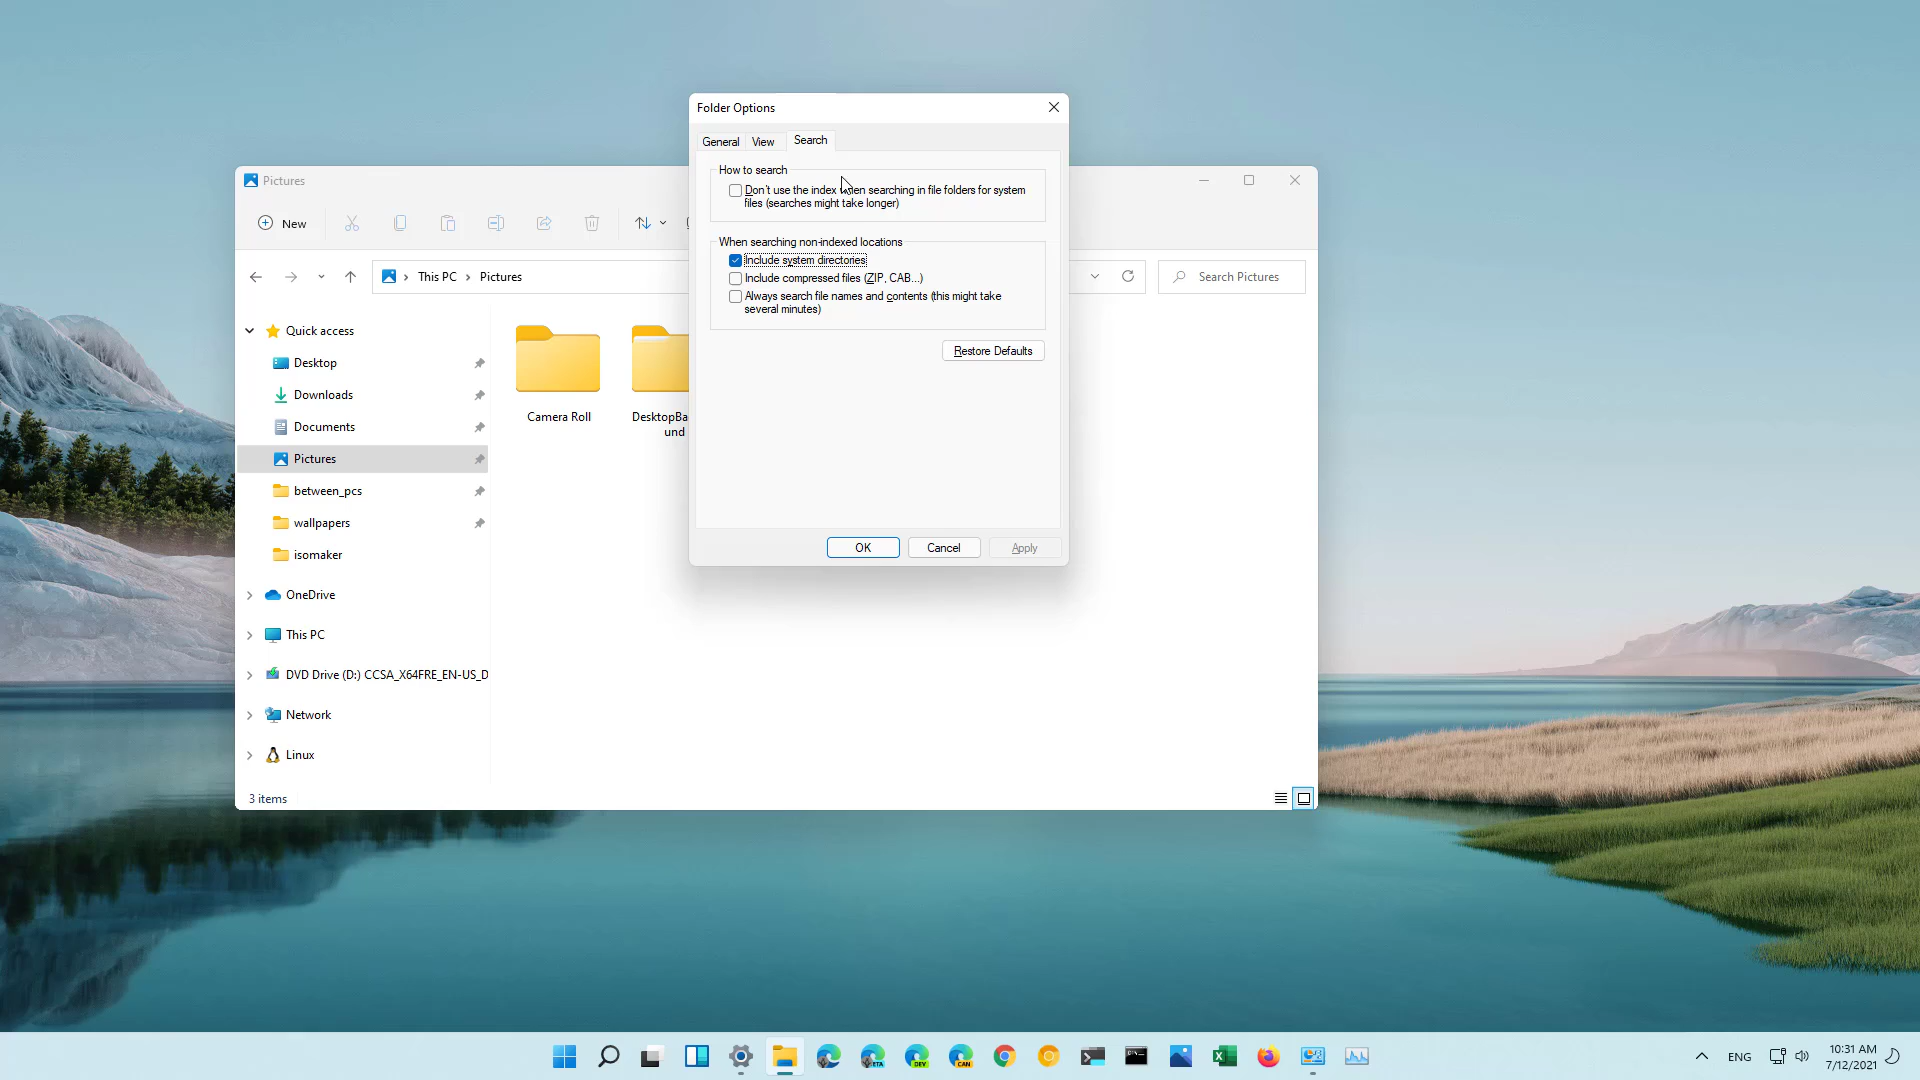 Folder Options
General
View
Search
How to search
Don't use the index when searching in file folders for system
files (searches might take longer)
When searching non-indexed locations
Include system directories
Include compressed files (ZIP, CAB...)
Always search file names and contents (this might take
several minutes)
Restore Defaults
OK
Cancel
Apply
Pictures
New
This PC
Pictures
Search Pictures
Quick access
Desktop
Downloads
Documents
Pictures
between_pcs
wallpapers
isomaker
OneDrive
This PC
DVD Drive (D:) CCSA_X64FRE_EN-US_D
Network
Linux
Camera Roll
DesktopBa
und
3 items
BETA
DEV
CAN
ENG
10:31 AM
7/12/2021